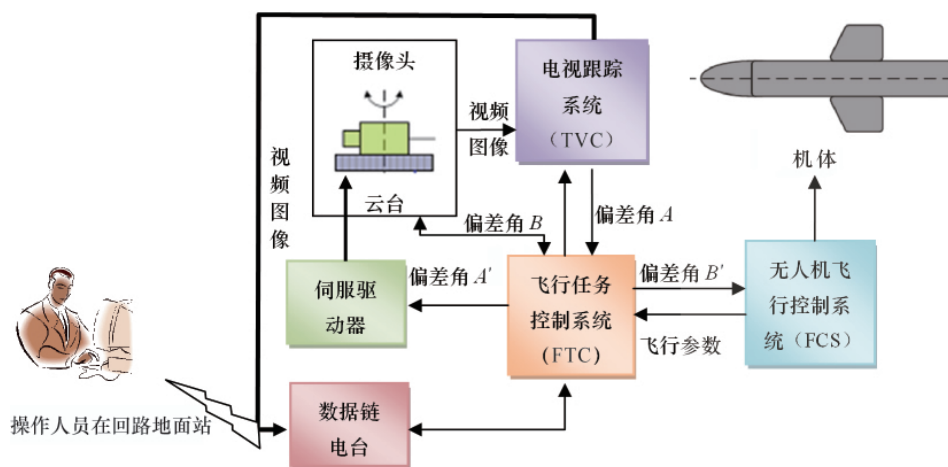 摄像头
云台
视频
图像
电视跟踪
系统
（TVC）
机体
视
频
图
像
偏差角 B
偏差角 A
伺服驱
动器
偏差角 A′
飞行任务
控制系统
（FTC）
偏差角 B′
飞行参数
无人机飞
行控制系
统（FCS）
操作人员在回路地面站
数据链
电台